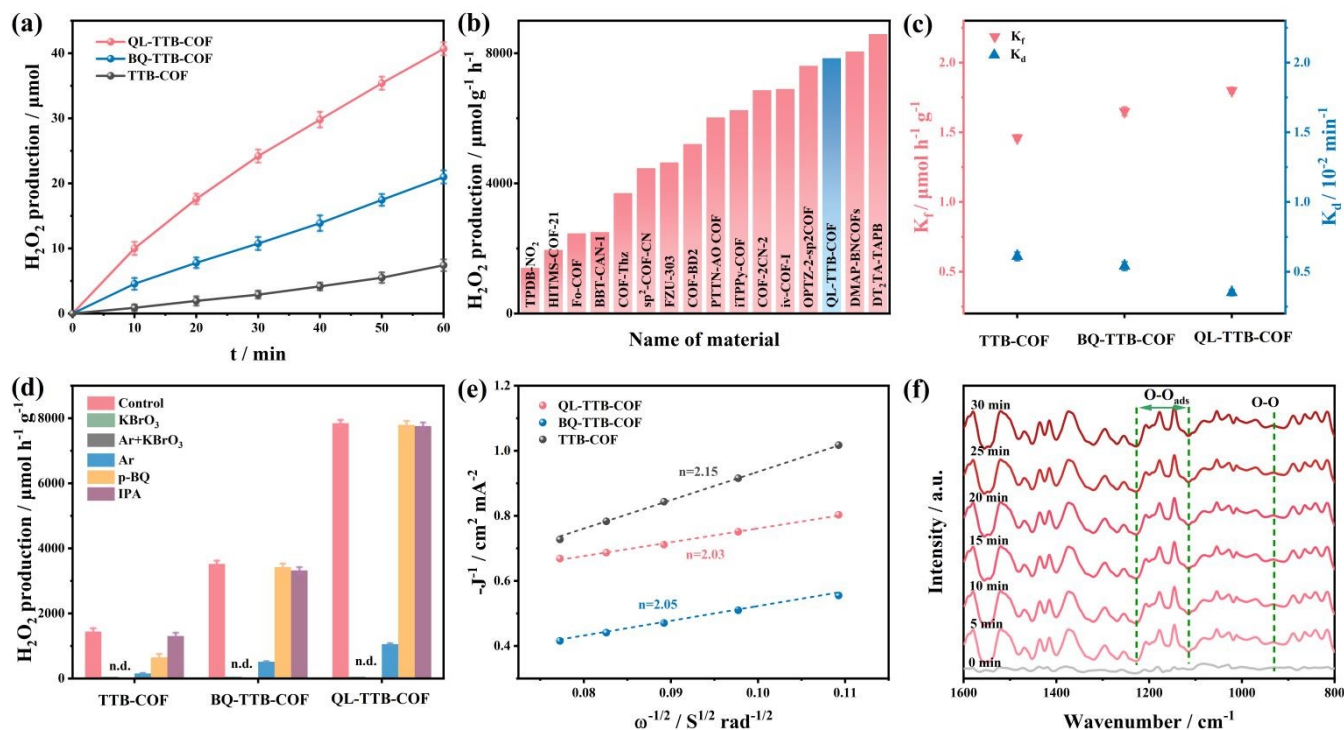 (a)
H₂O₂ production / μmol
40
30
20
10
0
QL-TTB-COF
BQ-TTB-COF
TTB-COF
0 10 20 30 40 50 60
t / min
(b)
H₂O₂ production / μmol g⁻¹ h⁻¹
8000
4000
0
TPDB-NO₂
HITMS-COF-21
Fo-COF
BBT-CAN-1
COF-Thz
sp²-COF-CN
FZU-303
COF-BD2
PTTN-AO COF
iTPPy-COF
COF-2CN-2
iv-COF-1
OPTZ-2-sp2COF
QL-TTB-COF
DMAP-BNCOFs
DT₂TA-TAPB
Name of material
(c)
K_f / μmol h⁻¹ g⁻¹
2.0
1.5
1.0
0.5
K_f
K_d
2.0
1.5
1.0
0.5
K_d / 10⁻² min⁻¹
TTB-COF BQ-TTB-COF QL-TTB-COF
(d)
H₂O₂ production / μmol h⁻¹ g⁻¹
8000
6000
4000
2000
0
Control
KBrO₃
Ar+KBrO₃
Ar
p-BQ
IPA
n.d. n.d. n.d.
TTB-COF BQ-TTB-COF QL-TTB-COF
(e)
-J⁻¹ / cm² mA⁻²
1.2
1.0
0.8
0.6
0.4
QL-TTB-COF
BQ-TTB-COF
TTB-COF
n=2.15
n=2.03
n=2.05
0.08 0.09 0.10 0.11
ω⁻¹/² / S¹/² rad⁻¹/²
(f)
Intensity / a.u.
O-O_ads
O-O
30 min
25 min
20 min
15 min
10 min
5 min
0 min
1600 1400 1200 1000 800
Wavenumber / cm⁻¹